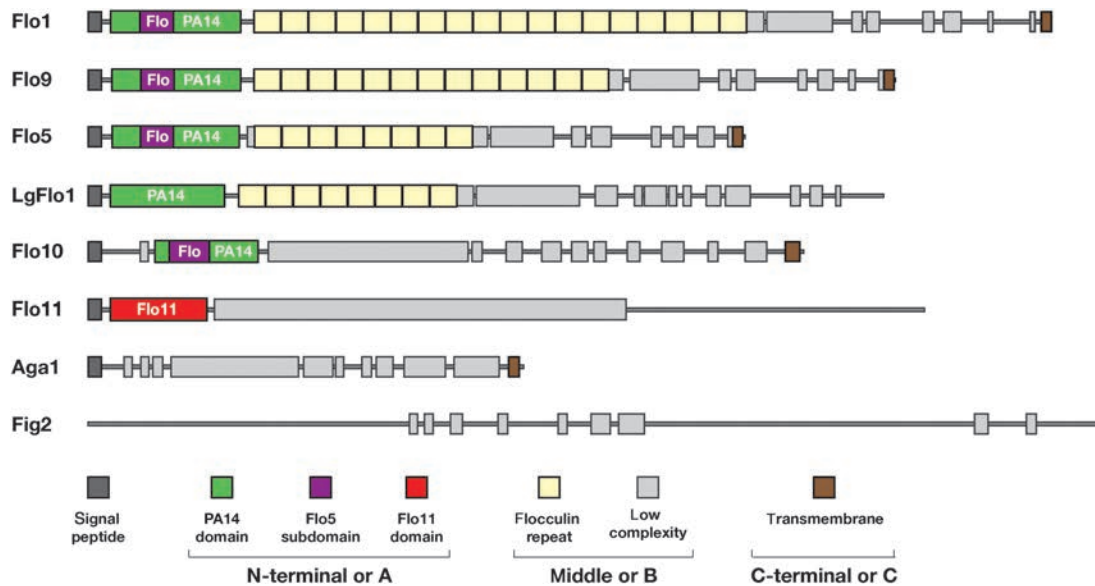 Flo1 Flo PA14
Flo9 Flo PA14
Flo5 Flo PA14
LgFlo1 PA14
Flo10 Flo PA14
Flo11 Flo11
Aga1
Fig2
Signal peptide
PA14 domain
Flo5 subdomain
Flo11 domain
Flocculin repeat
Low complexity
Transmembrane
N-terminal or A
Middle or B
C-terminal or C